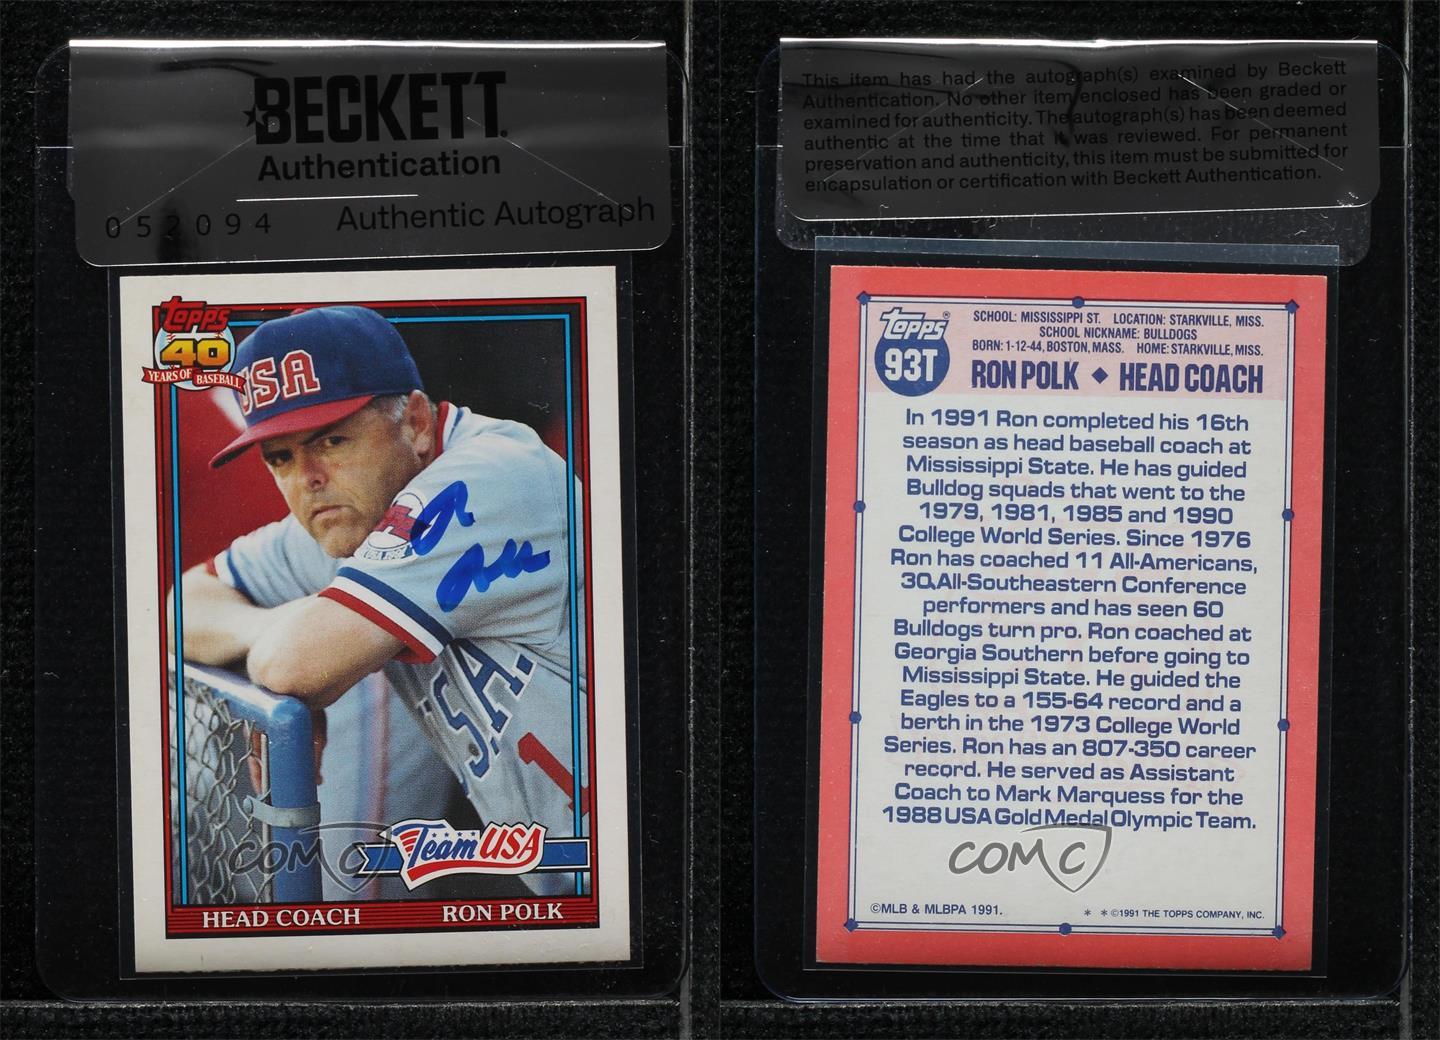 BECKETT
Authentication
052094 Authentic Autograph
topps
40
YEARS OF BASEBALL
USA
U.S.A.
1
Team USA
COMC
HEAD COACH RON POLK
This item has had the autograph(s) examined by Beckett
Authentication. No other item enclosed has been graded or
examined for authenticity. The autograph(s) has been deemed
authentic at the time that it was reviewed. For permanent
preservation and authenticity, this item must be submitted for
encapsulation or certification with Beckett Authentication.
topps®
93T
SCHOOL: MISSISSIPPI ST. LOCATION: STARKVILLE, MISS.
SCHOOL NICKNAME: BULLDOGS
BORN: 1-12-44, BOSTON, MASS. HOME: STARKVILLE, MISS.
RON POLK ◆ HEAD COACH
In 1991 Ron completed his 16th
season as head baseball coach at
Mississippi State. He has guided
Bulldog squads that went to the
1979, 1981, 1985 and 1990
College World Series. Since 1976
Ron has coached 11 All-Americans,
30 All-Southeastern Conference
performers and has seen 60
Bulldogs turn pro. Ron coached at
Georgia Southern before going to
Mississippi State. He guided the
Eagles to a 155-64 record and a
berth in the 1973 College World
Series. Ron has an 807-350 career
record. He served as Assistant
Coach to Mark Marquess for the
1988 USA Gold Medal Olympic Team.
COMC
©MLB & MLBPA 1991. * * ©1991 THE TOPPS COMPANY, INC.